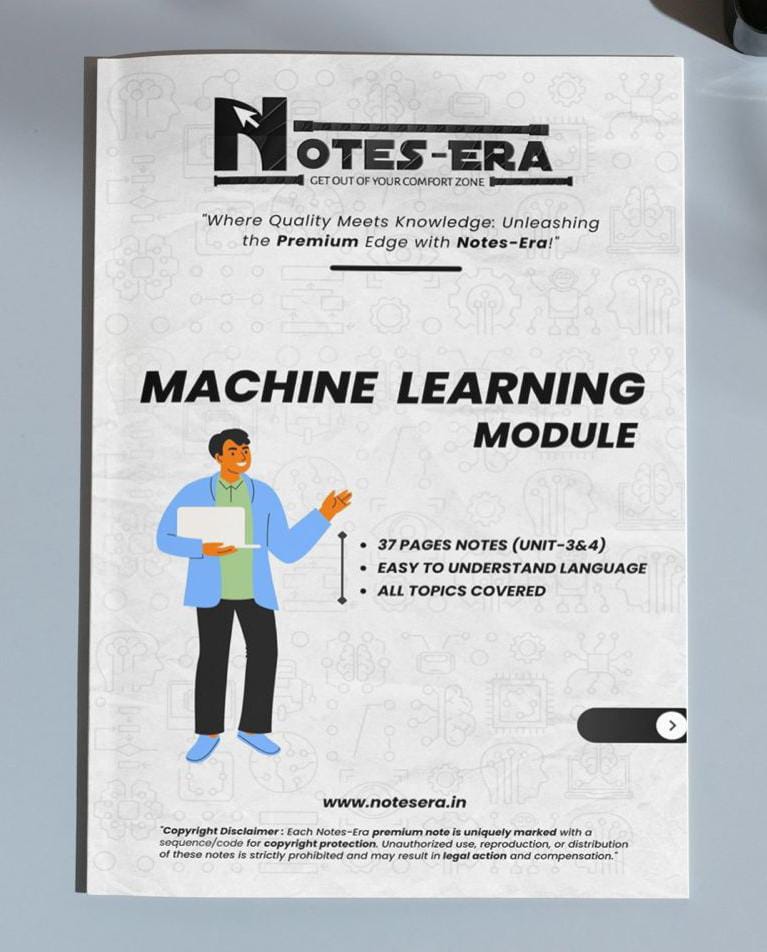 NOTES-ERA
GET OUT OF YOUR COMFORT ZONE
"Where Quality Meets Knowledge: Unleashing
the Premium Edge with Notes-Era!"
MACHINE LEARNING
MODULE
• 37 PAGES NOTES (UNIT-3&4)
• EASY TO UNDERSTAND LANGUAGE
• ALL TOPICS COVERED
www.notesera.in
"Copyright Disclaimer : Each Notes-Era premium note is uniquely marked with a
sequence/code for copyright protection. Unauthorized use, reproduction, or distribution
of these notes is strictly prohibited and may result in legal action and compensation."